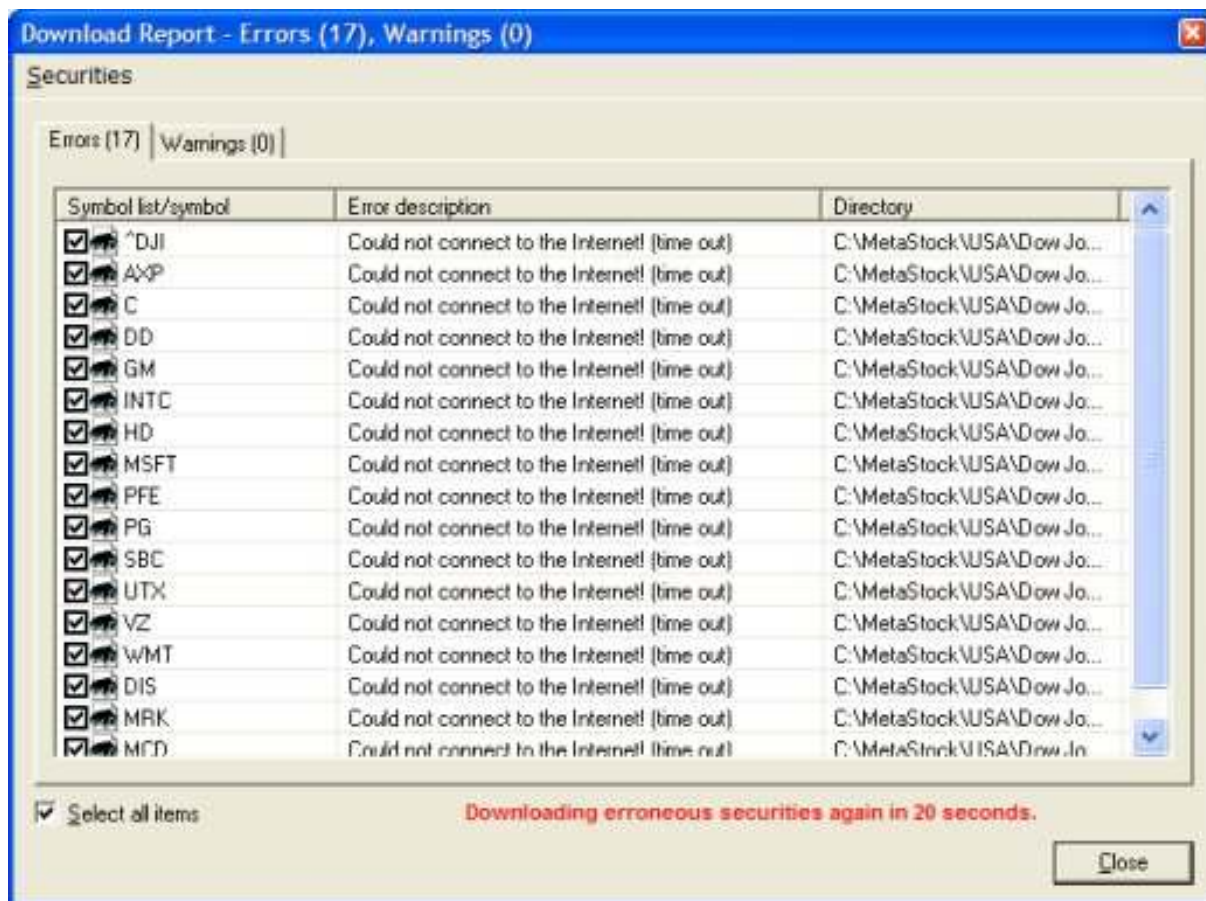 Download Report - Errors (17), Warnings (0)
Securities
Errors (17) Warnings (0)
Symbol list/symbol Error description Directory
^DJI Could not connect to the Internet! (time out) C:\MetaStock\USA\Dow Jo...
AXP Could not connect to the Internet! (time out) C:\MetaStock\USA\Dow Jo...
C Could not connect to the Internet! (time out) C:\MetaStock\USA\Dow Jo...
DD Could not connect to the Internet! (time out) C:\MetaStock\USA\Dow Jo...
GM Could not connect to the Internet! (time out) C:\MetaStock\USA\Dow Jo...
INTC Could not connect to the Internet! (time out) C:\MetaStock\USA\Dow Jo...
HD Could not connect to the Internet! (time out) C:\MetaStock\USA\Dow Jo...
MSFT Could not connect to the Internet! (time out) C:\MetaStock\USA\Dow Jo...
PFE Could not connect to the Internet! (time out) C:\MetaStock\USA\Dow Jo...
PG Could not connect to the Internet! (time out) C:\MetaStock\USA\Dow Jo...
SBC Could not connect to the Internet! (time out) C:\MetaStock\USA\Dow Jo...
UTX Could not connect to the Internet! (time out) C:\MetaStock\USA\Dow Jo...
VZ Could not connect to the Internet! (time out) C:\MetaStock\USA\Dow Jo...
WMT Could not connect to the Internet! (time out) C:\MetaStock\USA\Dow Jo...
DIS Could not connect to the Internet! (time out) C:\MetaStock\USA\Dow Jo...
MRK Could not connect to the Internet! (time out) C:\MetaStock\USA\Dow Jo...
MCD Could not connect to the Internet! (time out) C:\MetaStock\USA\Dow Jo...
Select all items Downloading erroneous securities again in 20 seconds.
Close